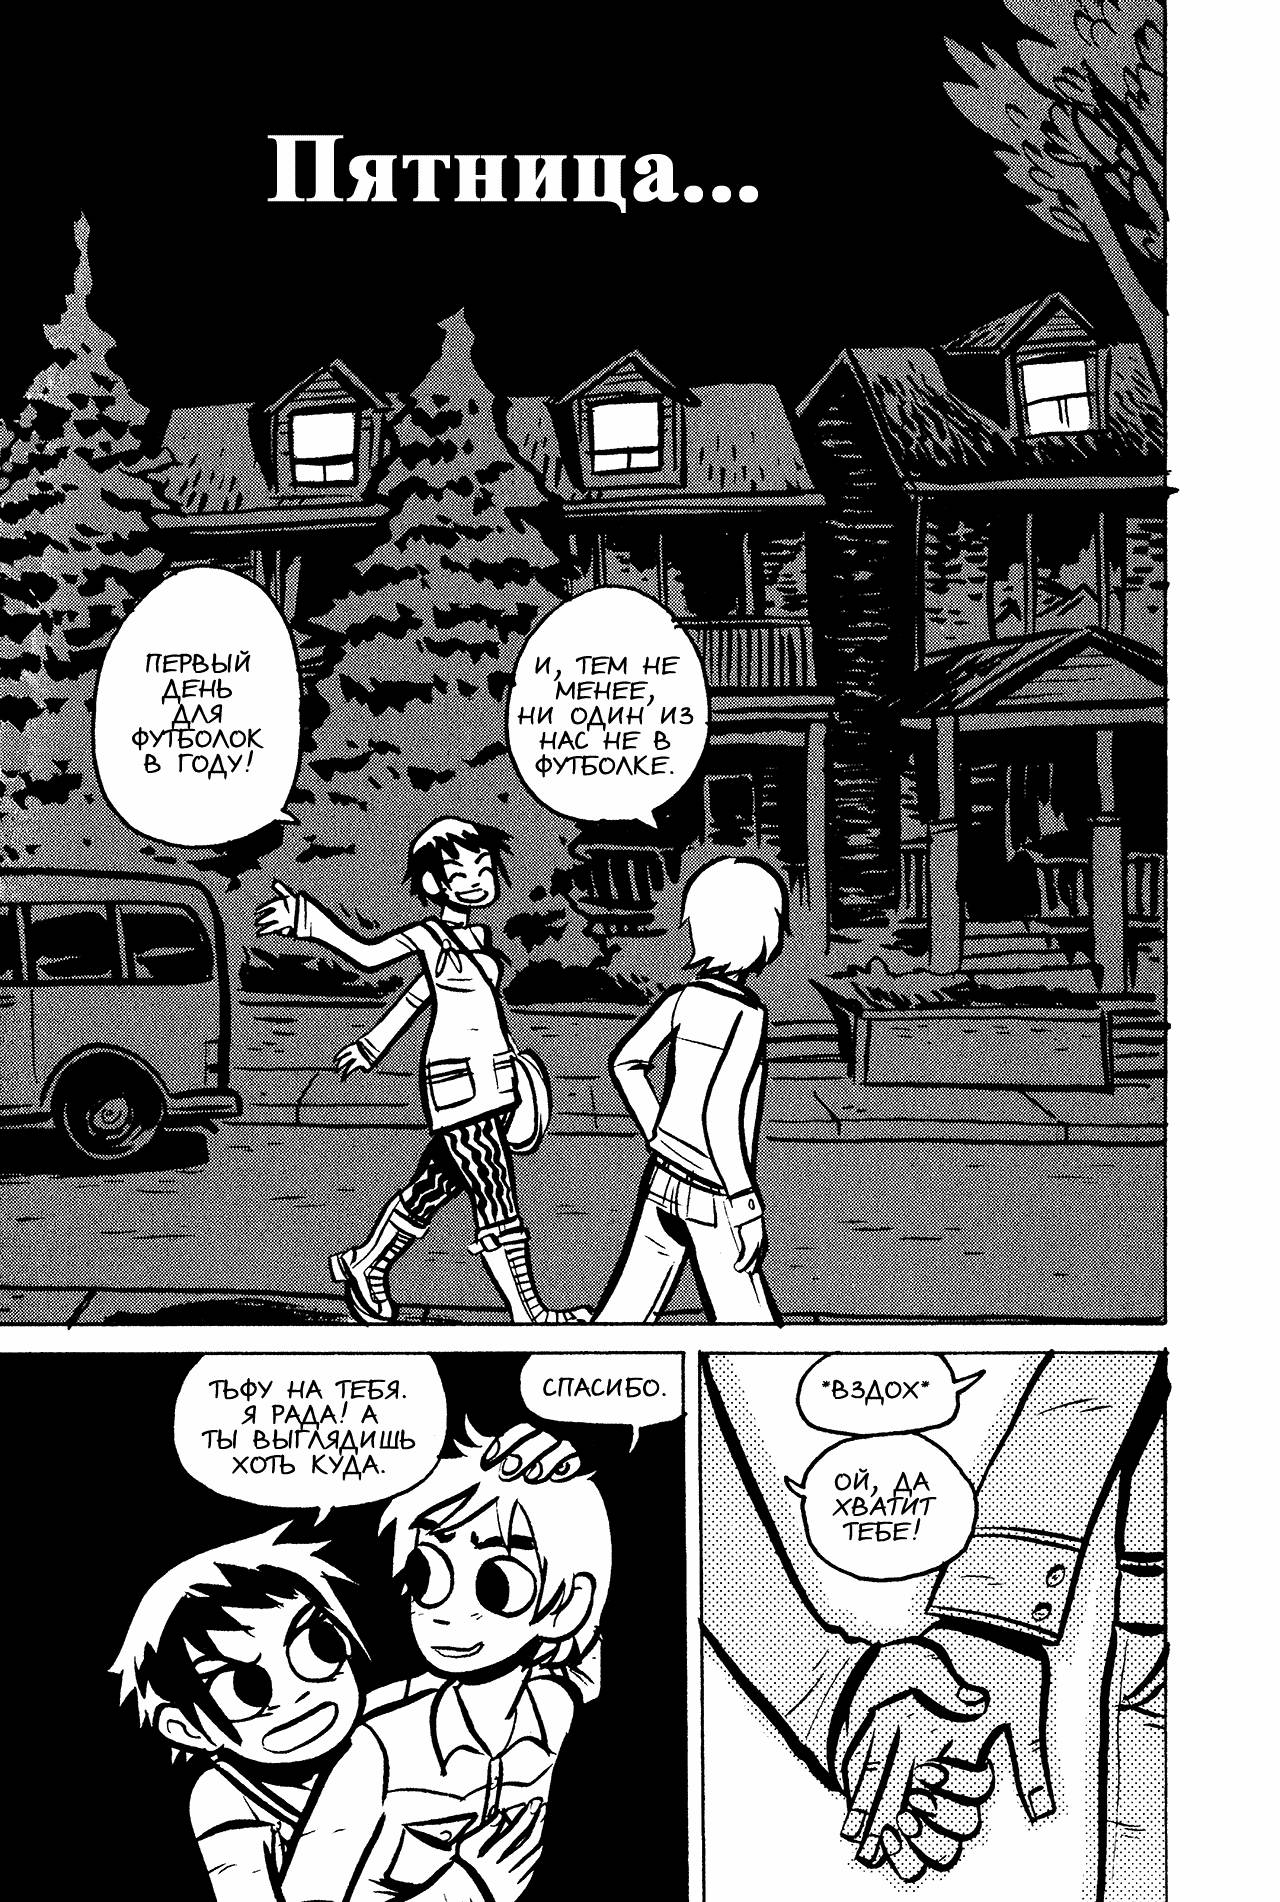 Пятница...
ПЕРВЫЙ
ДЕНЬ
ДЛЯ
ФУТБОЛОК
В ГОДУ!
И, ТЕМ НЕ
МЕНЕЕ,
НИ ОДИН ИЗ
НАС НЕ В
ФУТБОЛКЕ.
ТЬФУ НА ТЕБЯ.
Я РАДА! А
ТЫ ВЫГЛЯДИШЬ
ХОТЬ КУДА.
СПАСИБО.
*ВЗДОХ*
ОЙ, ДА
ХВАТИТ
ТЕБЕ!